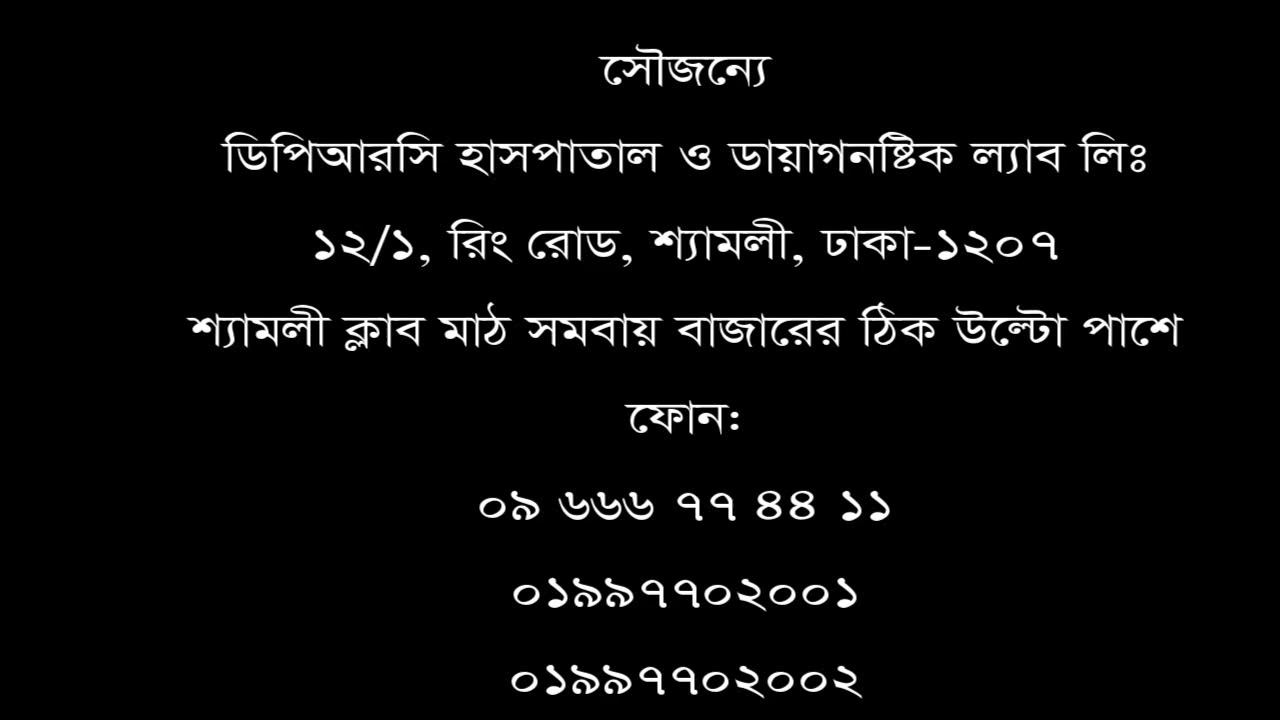 সৌজন্যে
ডিপিআরসি হাসপাতাল ও ডায়াগনষ্টিক ল্যাব লিঃ
১২/১, রিং রোড, শ্যামলী, ঢাকা-১২০৭
শ্যামলী ক্লাব মাঠ সমবায় বাজারের ঠিক উল্টো পাশে
ফোন:
০৯ ৬৬৬ ৭৭ ৪৪ ১১
০১৯৯৭৭০২০০১
০১৯৯৭৭০২০০২